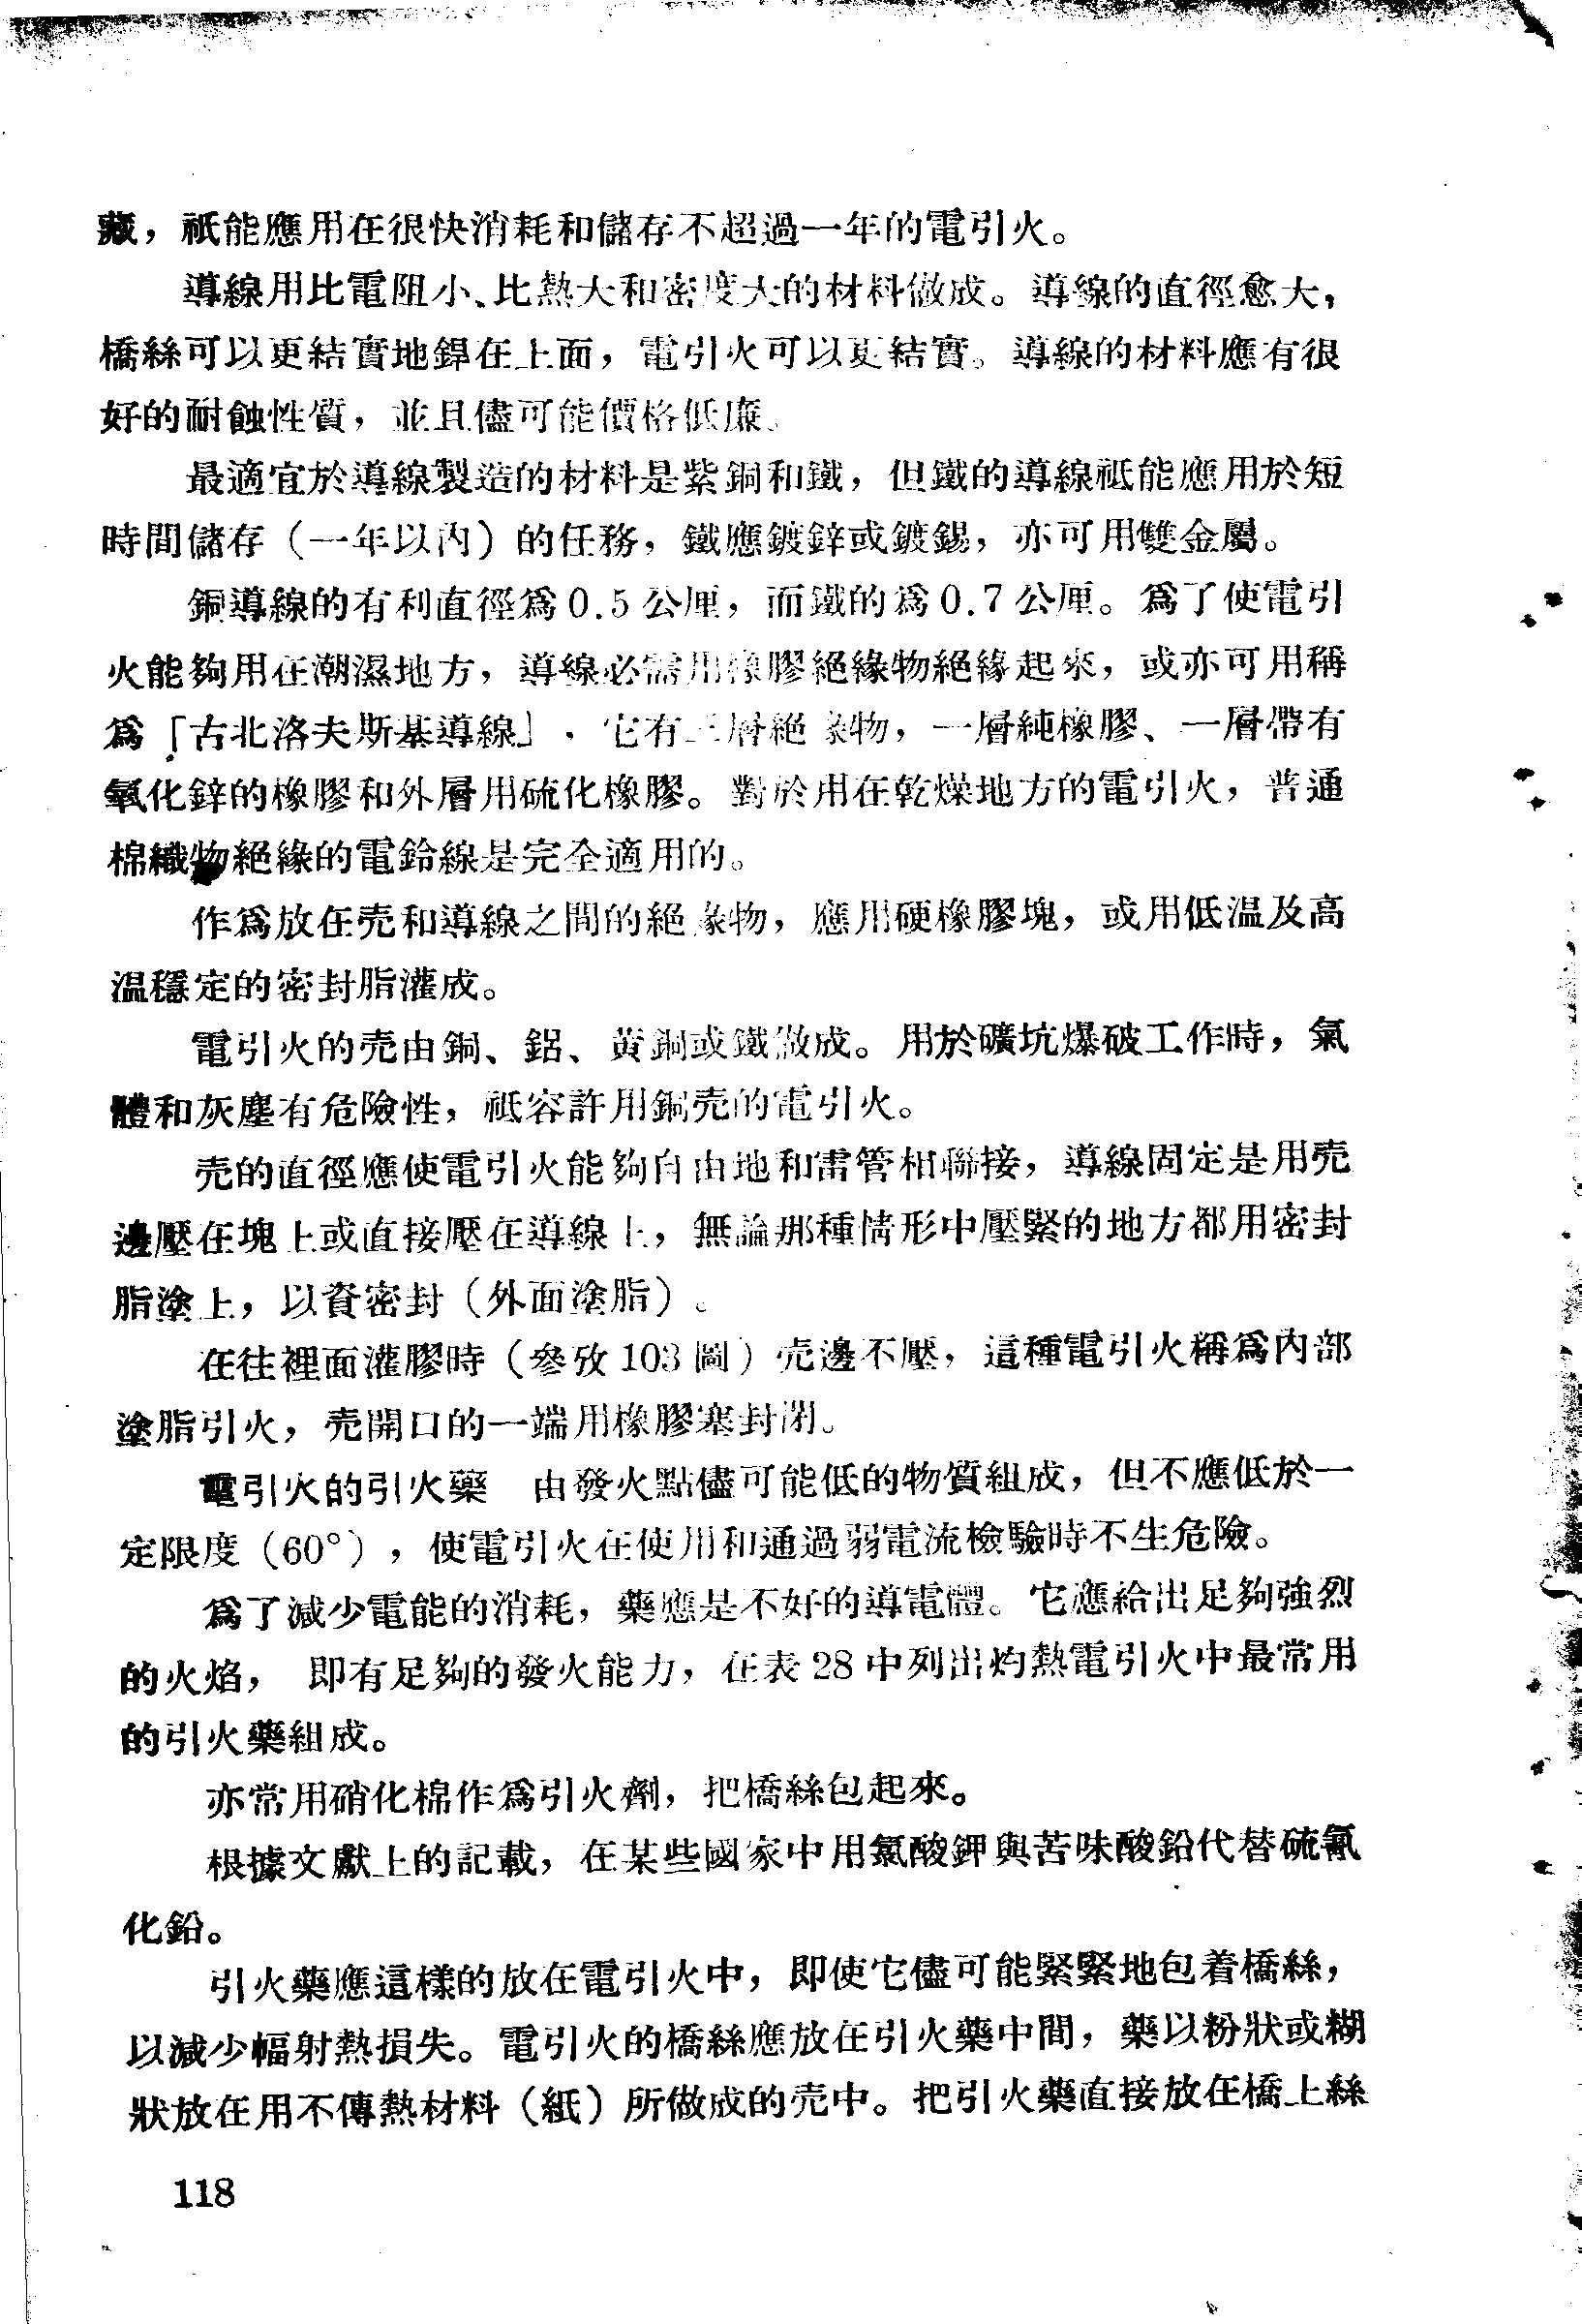 藏，祇能應用在很快消耗和儲存不超過一年的電引火。
導線用比電阻小、比熱大和密度大的材料做成。導線的直徑愈大，
橋絲可以更結實地銲在上面，電引火可以更結實。導線的材料應有很
好的耐蝕性質，並且儘可能價格低廉。
最適宜於導線製造的材料是紫銅和鐵，但鐵的導線祇能應用於短
時間儲存（一年以內）的任務，鐵應鍍鋅或鍍錫，亦可用雙金屬。
銅導線的有利直徑爲0.5公厘，而鐵的爲0.7公厘。爲了使電引
火能夠用在潮濕地方，導線必需用橡膠絕緣物絕緣起來，或亦可用稱
爲「古北洛夫斯基導線」，它有三層絕緣物，一層純橡膠、一層帶有
氧化鋅的橡膠和外層用硫化橡膠。對於用在乾燥地方的電引火，普通
棉織物絕緣的電鈴線是完全適用的。
作爲放在壳和導線之間的絕緣物，應用硬橡膠塊，或用低温及高
温穩定的密封脂灌成。
電引火的壳由銅、鋁、黄銅或鐵做成。用於礦坑爆破工作時，氣
體和灰塵有危險性，祇容許用銅壳的電引火。
壳的直徑應使電引火能夠自由地和雷管相聯接，導線固定是用壳
邊壓在塊上或直接壓在導線上，無論那種情形中壓緊的地方都用密封
脂塗上，以資密封（外面塗脂）。
在往裡面灌膠時（參攷103圖）壳邊不壓，這種電引火稱爲內部
塗脂引火，壳開口的一端用橡膠塞封閉。
電引火的引火藥　由發火點儘可能低的物質組成，但不應低於一
定限度（60°），使電引火在使用和通過弱電流檢驗時不生危險。
爲了減少電能的消耗，藥應是不好的導電體。它應給出足夠強烈
的火焰，即有足夠的發火能力，在表28中列出灼熱電引火中最常用
的引火藥組成。
亦常用硝化棉作爲引火劑，把橋絲包起來。
根據文獻上的記載，在某些國家中用氯酸鉀與苦味酸鉛代替硫氰
化鉛。
引火藥應這樣的放在電引火中，即使它儘可能緊緊地包着橋絲，
以減少幅射熱損失。電引火的橋絲應放在引火藥中間，藥以粉狀或糊
狀放在用不傳熱材料（紙）所做成的壳中。把引火藥直接放在橋上絲
118